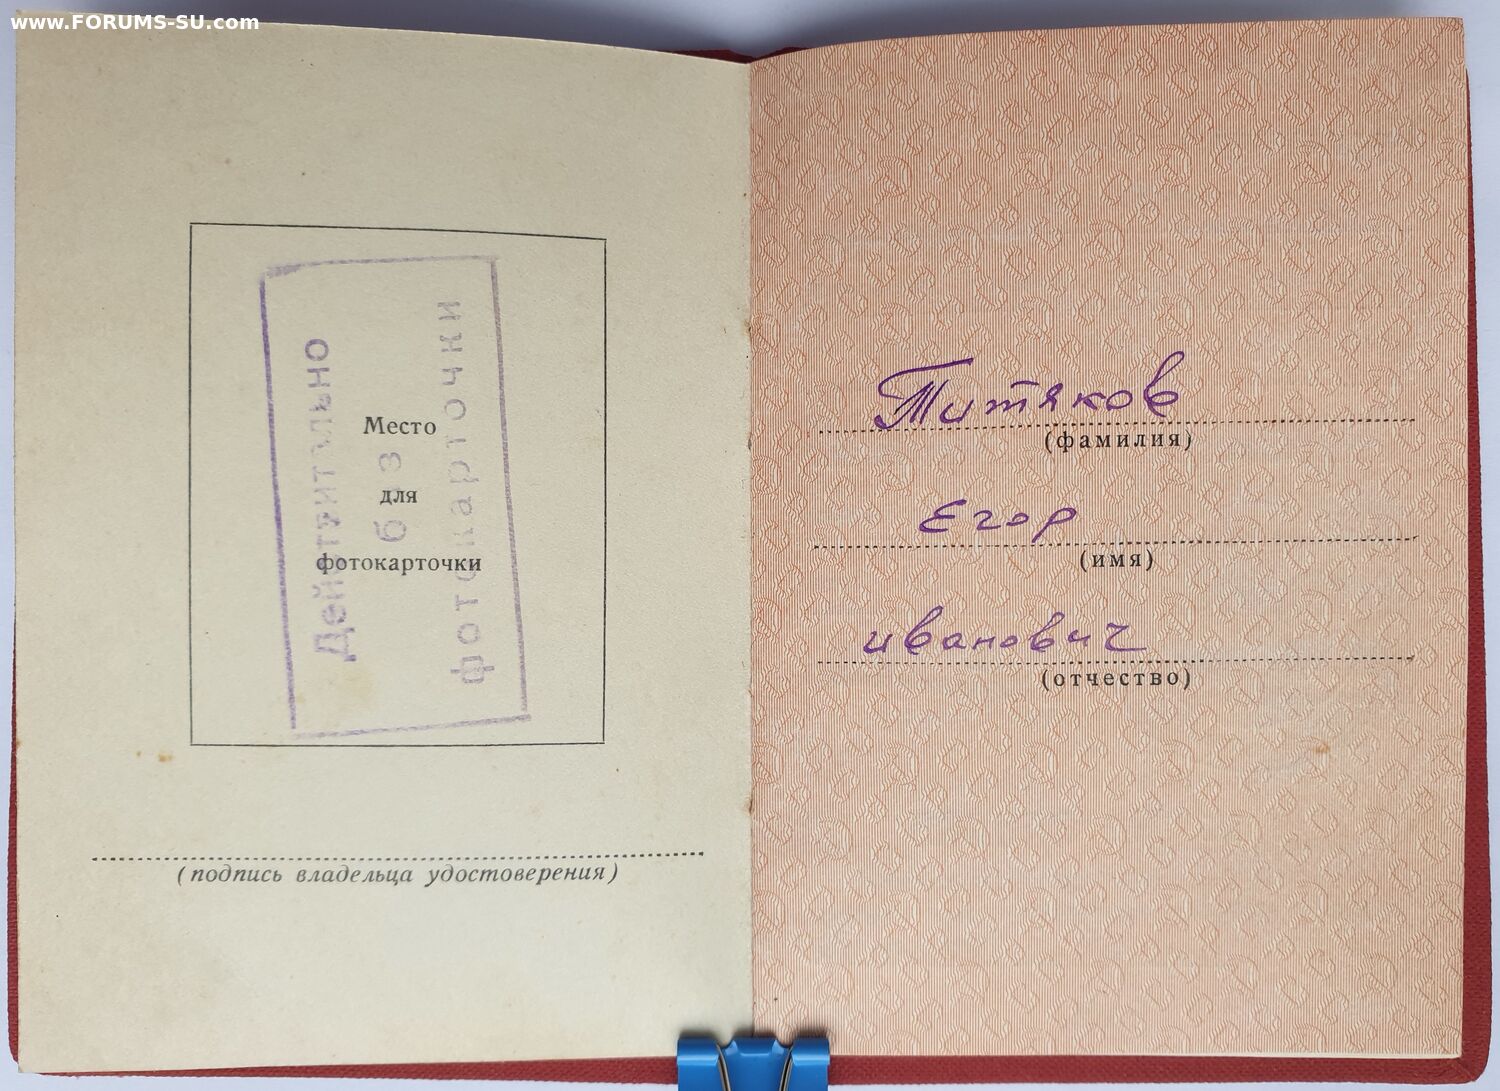 www.FORUMS-SU.com
Действительно
без
фотокарточки
Место
для
фотокарточки
(подпись владельца удостоверения)
Титяков
(фамилия)
Егор
(имя)
иванович
(отчество)